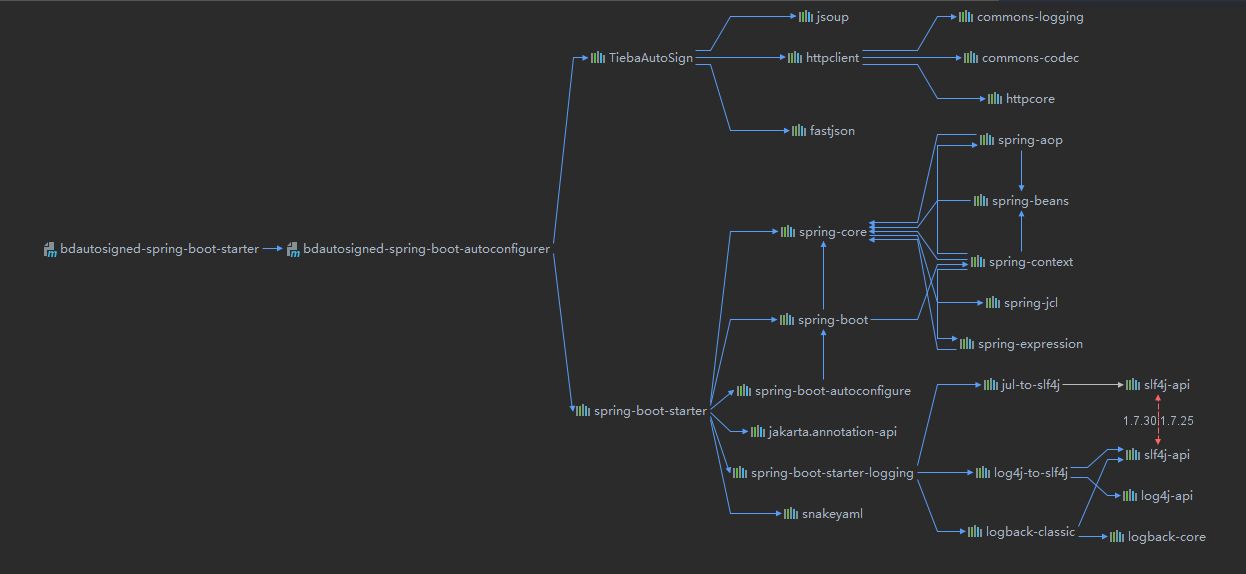 jsoup
commons-logging
TiebaAutoSign
httpclient
commons-codec
httpcore
fastjson
spring-aop
spring-beans
spring-core
bdautosigned-spring-boot-starter
bdautosigned-spring-boot-autoconfigurer
spring-context
spring-jcl
spring-boot
spring-expression
jul-to-slf4j
slf4j-api
spring-boot-autoconfigure
spring-boot-starter
1.7.30 1.7.25
jakarta.annotation-api
slf4j-api
spring-boot-starter-logging
log4j-to-slf4j
log4j-api
snakeyaml
logback-classic
logback-core